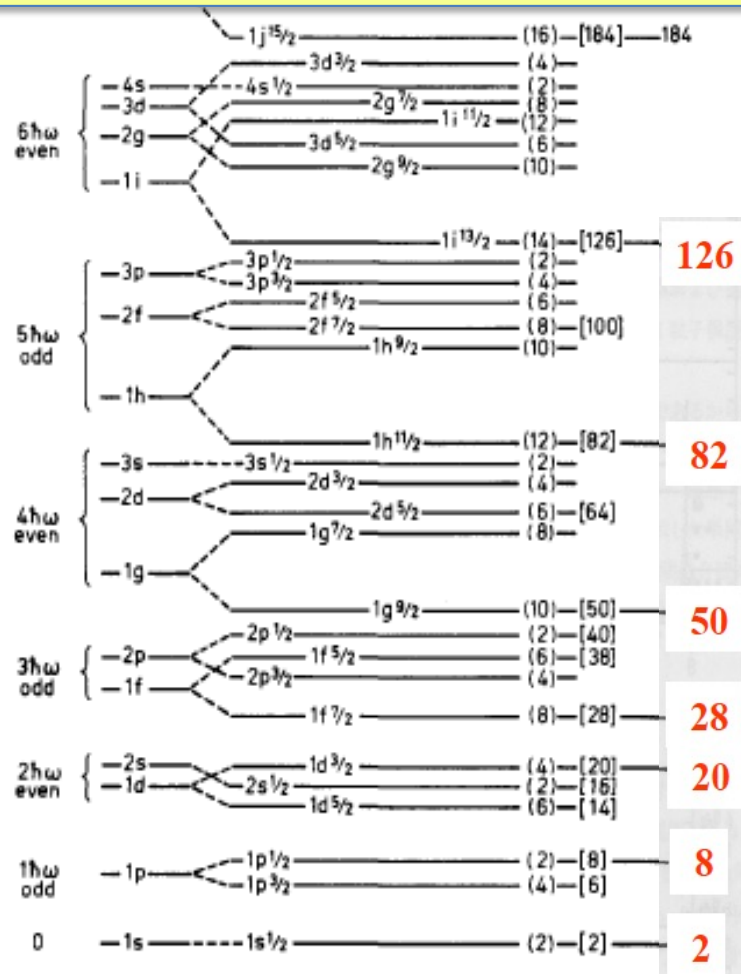 1j 15/2 (16) [184] 184
3d 3/2 (4)
4s 4s 1/2 (2)
3d 2g 7/2 (8)
6ħω even 2g 1i 11/2 (12)
3d 5/2 (6)
2g 9/2 (10)
1i
1i 13/2 (14) [126] 126
3p 3p 1/2 (2)
3p 3/2 (4)
2f 2f 5/2 (6)
5ħω odd 2f 7/2 (8) [100]
1h 9/2 (10)
1h
1h 11/2 (12) [82] 82
3s 3s 1/2 (2)
2d 2d 3/2 (4)
4ħω even 2d 5/2 (6) [64]
1g 7/2 (8)
1g
1g 9/2 (10) [50] 50
2p 1/2 (2) [40]
3ħω odd 2p 1f 5/2 (6) [38]
1f 2p 3/2 (4)
1f 7/2 (8) [28] 28
2ħω even 2s 1d 3/2 (4) [20] 20
1d 2s 1/2 (2) [16]
1d 5/2 (6) [14]
1ħω odd 1p 1p 1/2 (2) [8] 8
1p 3/2 (4) [6]
0 1s 1s 1/2 (2) [2] 2